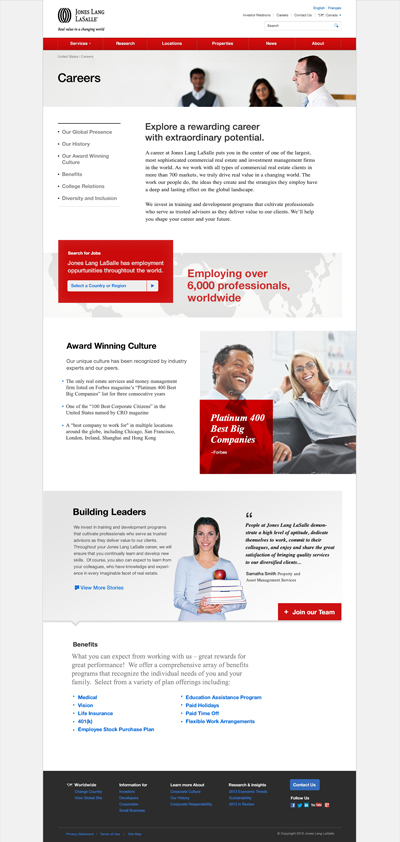 JONES LANG
LASALLE®
Real value in a changing world
English Français
Investor Relations | Careers | Contact Us | Canada
Search
Services Research Locations Properties News About
United States / Careers
Careers
Our Global Presence
Our History
Our Award Winning
Culture
Benefits
College Relations
Diversity and Inclusion
Explore a rewarding career
with extraordinary potential.
A career at Jones Lang LaSalle puts you in the center of one of the largest,
most sophisticated commercial real estate and investment management firms
in the world. As we work with all types of commercial real estate clients in
more than 700 markets, we truly drive real value in a changing world. The
work our people do, the ideas they create and the strategies they employ have
a deep and lasting effect on the global landscape.
We invest in training and development programs that cultivate professionals
who serve as trusted advisors as they deliver value to our clients. We'll help
you shape your career and your future.
Search for Jobs
Jones Lang LaSalle has employment
opportunities throughtout the world.
Select a Country or Region
Employing over
6,000 professionals,
worldwide
Award Winning Culture
Our unique culture has been recognized by industry
experts and our peers.
• The only real estate services and money management
firm listed on Forbes magazine's "Platinum 400 Best
Big Companies" list for three consecutive years
• One of the "100 Best Corporate Citizens" in the
United States named by CRO magazine
• A "best company to work for" in multiple locations
around the globe, including Chicago, San Francisco,
London, Ireland, Shanghai and Hong Kong
Platinum 400
Best Big
Companies
–Forbes
Building Leaders
We invest in training and development programs
that cultivate professionals who serve as trusted
advisors as they deliver value to our clients.
Throughout your Jones Lang LaSalle career, we will
ensure that you continually learn and develop new
skills. Of course, you also can expect to learn from
your colleagues, who have knowledge and experi-
ence in every imaginable facet of real estate.
View More Stories
“
People at Jones Lang LaSalle demon-
strate a high level of aptitude, dedicate
themselves to work, commit to their
colleagues, and enjoy and share the great
satisfaction of bringing quality services
to our diversified clients...
Samatha Smith Property and
Asset Management Services
+ Join our Team
Benefits
What you can expect from working with us – great rewards for
great performance! We offer a comprehensive array of benefits
programs that recognize the individual needs of you and your
family. Select from a variety of plan offerings including:
• Medical
• Vision
• Life Insurance
• 401(k)
• Employee Stock Purchase Plan
• Education Assistance Program
• Paid Holidays
• Paid Time Off
• Flexible Work Arrangements
Worldwide
Change Country
View Global Site
Information for
Investors
Developers
Corporates
Small Business
Learn more About
Corporate Culture
Our History
Corporate Responsibility
Research & Insights
2013 Economic Trends
Sustainability
Contact Us
Follow Us
Privacy Statement | Terms of Use | Site Map
Jones Lang LaSalle